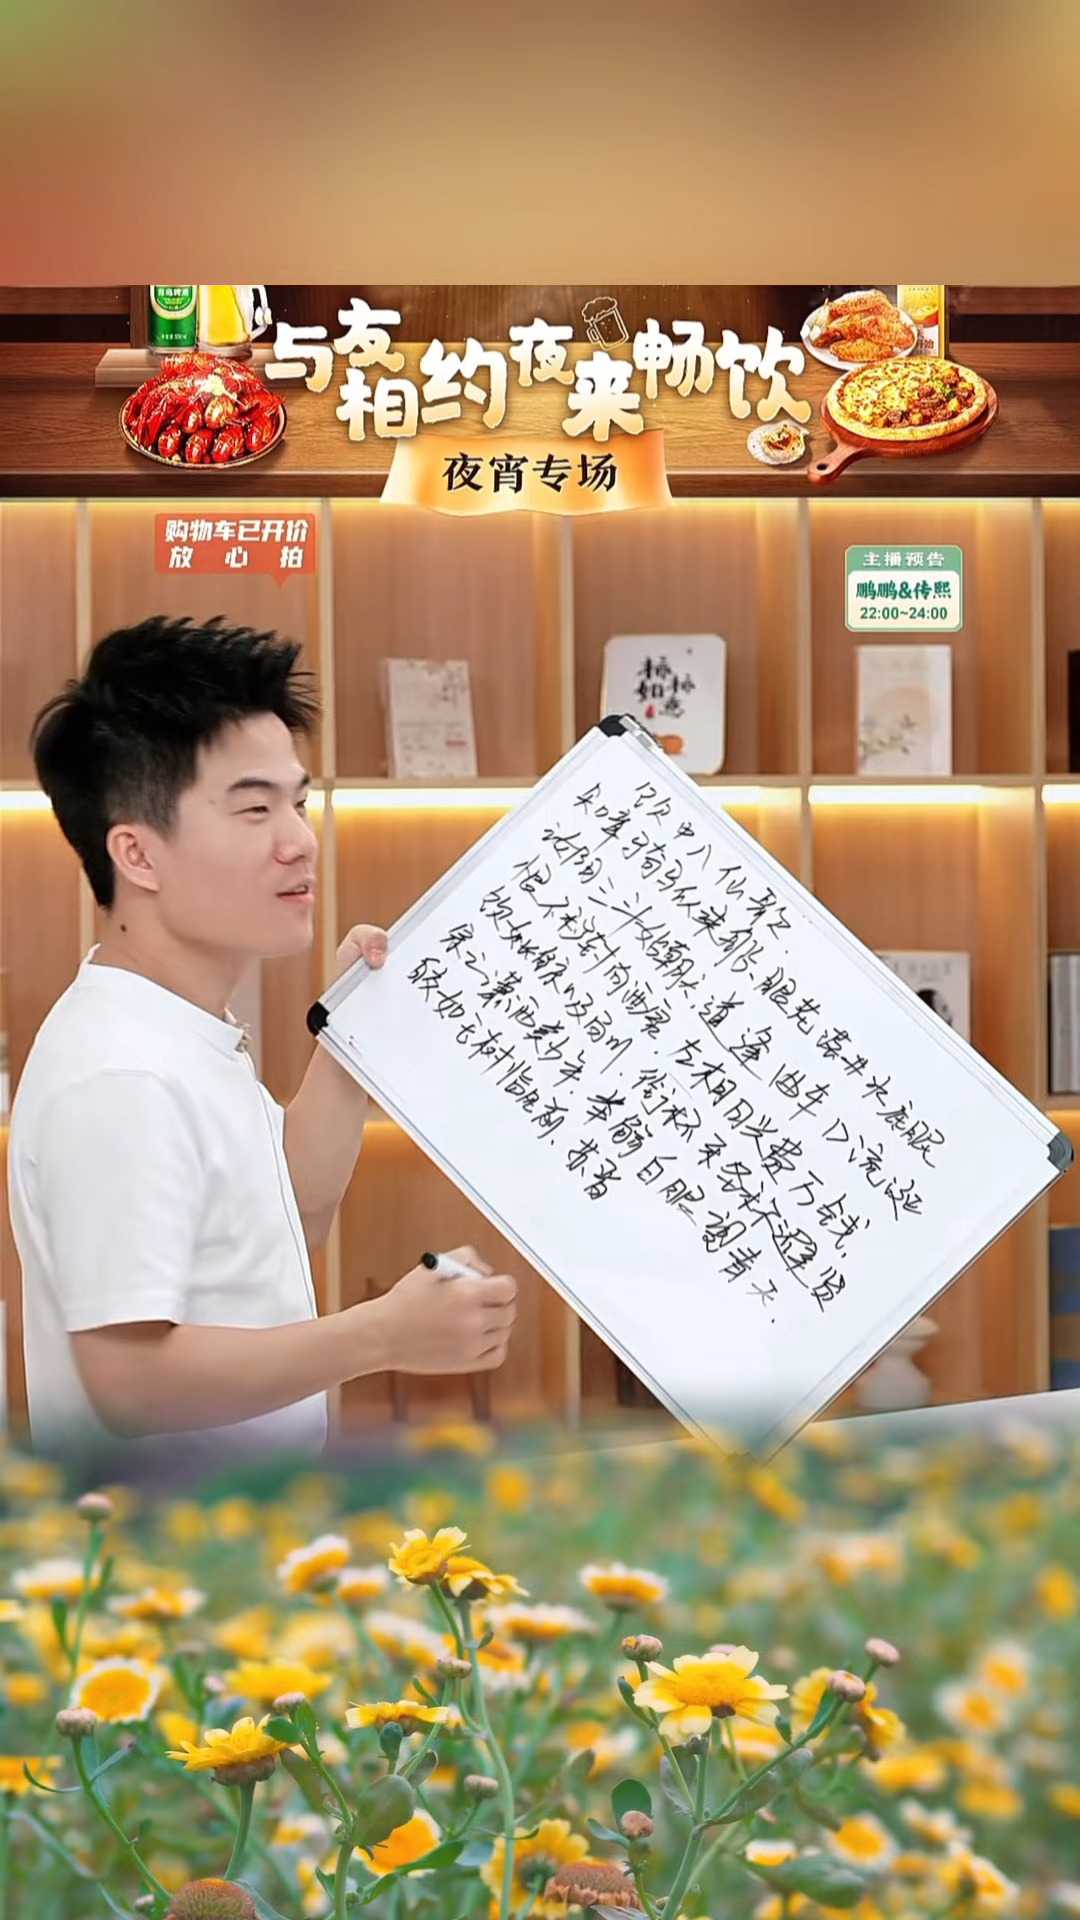 与友相约夜来畅饮
夜宵专场
购物车已开价
放心拍
主播预告
鹏鹏&传熙
22:00~24:00
饮中八仙歌.
知章骑马似乘船、眼花落井水底眠
汝阳三斗始朝天,道逢曲车口流涎
恨不移封向酒泉.左相日兴费万钱,
饮如长鲸吸百川.衔杯乐圣称避贤
宗之萧洒美少年.举觞白眼望青天.
皎如玉树临风前、苏晋